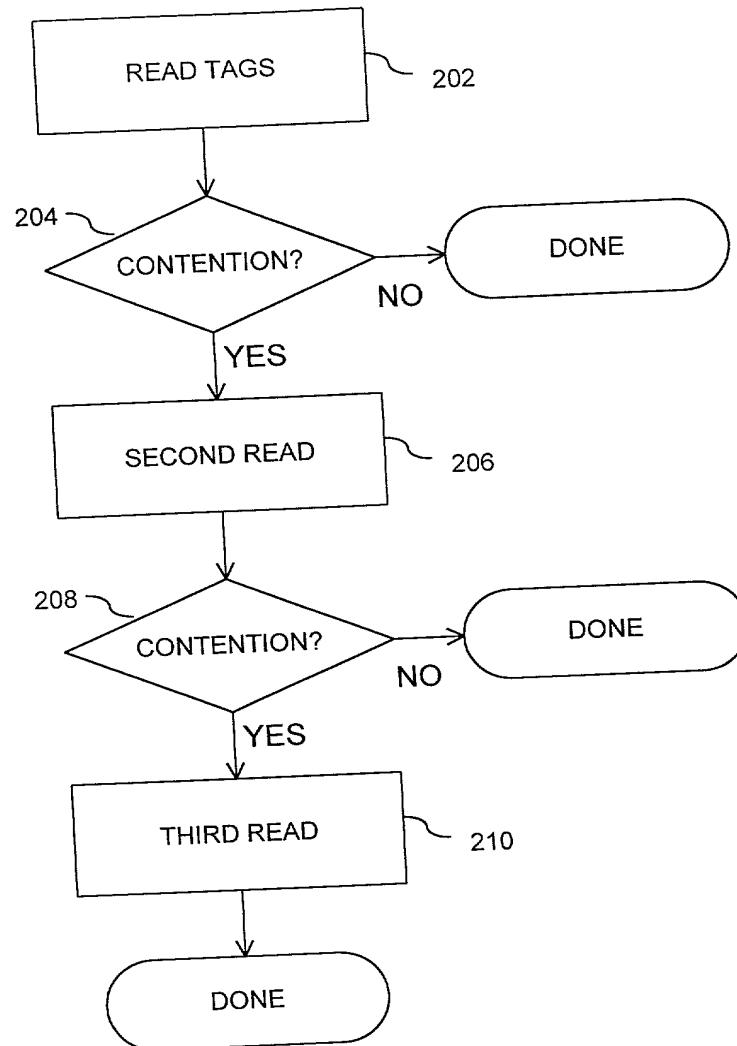 READ TAGS
202
204
CONTENTION?
DONE
NO
YES
SECOND READ
206
208
CONTENTION?
DONE
NO
YES
THIRD READ
210
DONE